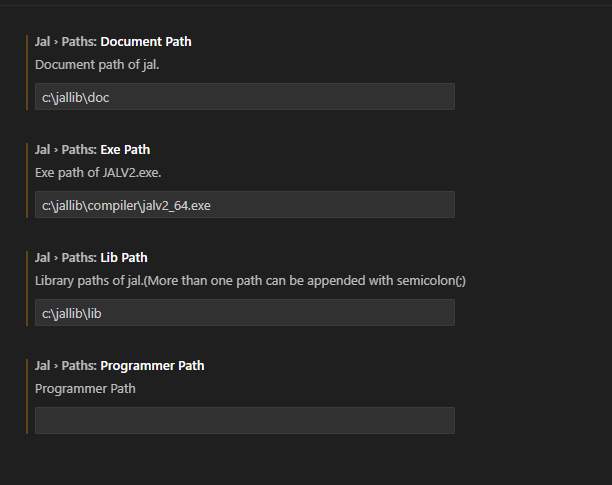 Jal › Paths: Document Path
Document path of jal.
c:\jallib\doc
Jal › Paths: Exe Path
Exe path of JALV2.exe.
c:\jallib\compiler\jalv2_64.exe
Jal › Paths: Lib Path
Library paths of jal.(More than one path can be appended with semicolon(;)
c:\jallib\lib
Jal › Paths: Programmer Path
Programmer Path